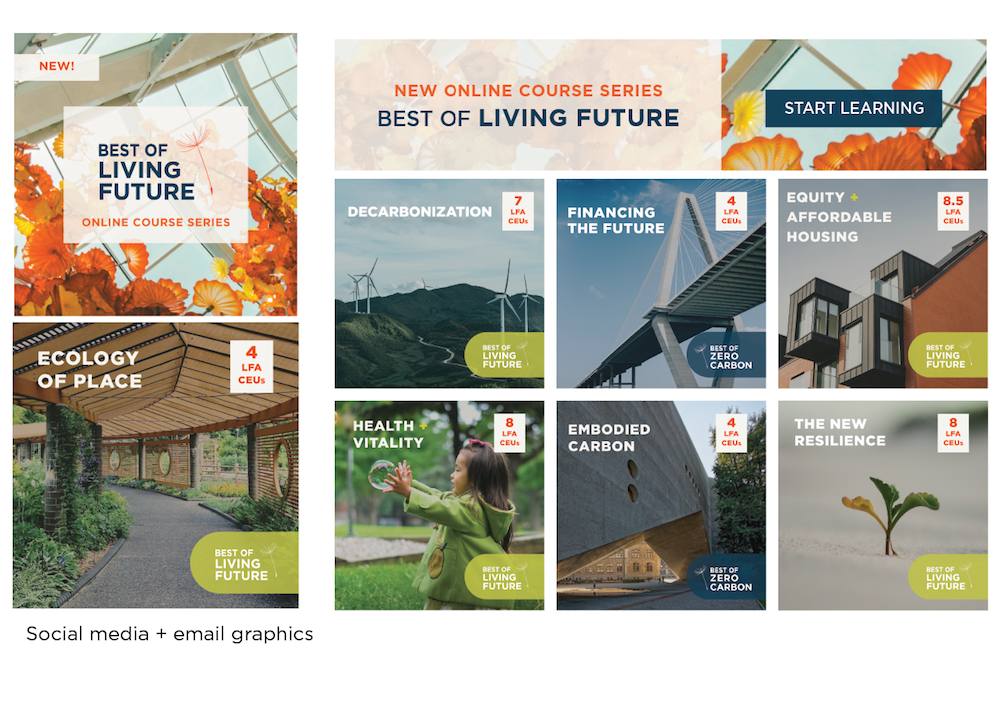 NEW!
BEST OF
LIVING
FUTURE
ONLINE COURSE SERIES
NEW ONLINE COURSE SERIES
BEST OF LIVING FUTURE
START LEARNING
ECOLOGY
OF PLACE
4
LFA
CEUs
BEST OF
LIVING
FUTURE
DECARBONIZATION
7
LFA
CEUs
BEST OF
LIVING
FUTURE
FINANCING
THE FUTURE
4
LFA
CEUs
BEST OF
ZERO
CARBON
EQUITY +
AFFORDABLE
HOUSING
8.5
LFA
CEUs
BEST OF
LIVING
FUTURE
HEALTH +
VITALITY
8
LFA
CEUs
BEST OF
LIVING
FUTURE
EMBODIED
CARBON
4
LFA
CEUs
BEST OF
ZERO
CARBON
THE NEW
RESILIENCE
8
LFA
CEUs
BEST OF
LIVING
FUTURE
Social media + email graphics